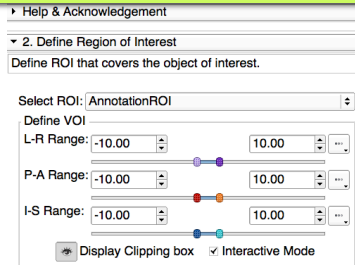 Help & Acknowledgement
2. Define Region of Interest
Define ROI that covers the object of interest.
Select ROI: AnnotationROI
Define VOI
L-R Range: -10.00 10.00 ...
P-A Range: -10.00 10.00 ...
I-S Range: -10.00 10.00 ...
Display Clipping box Interactive Mode